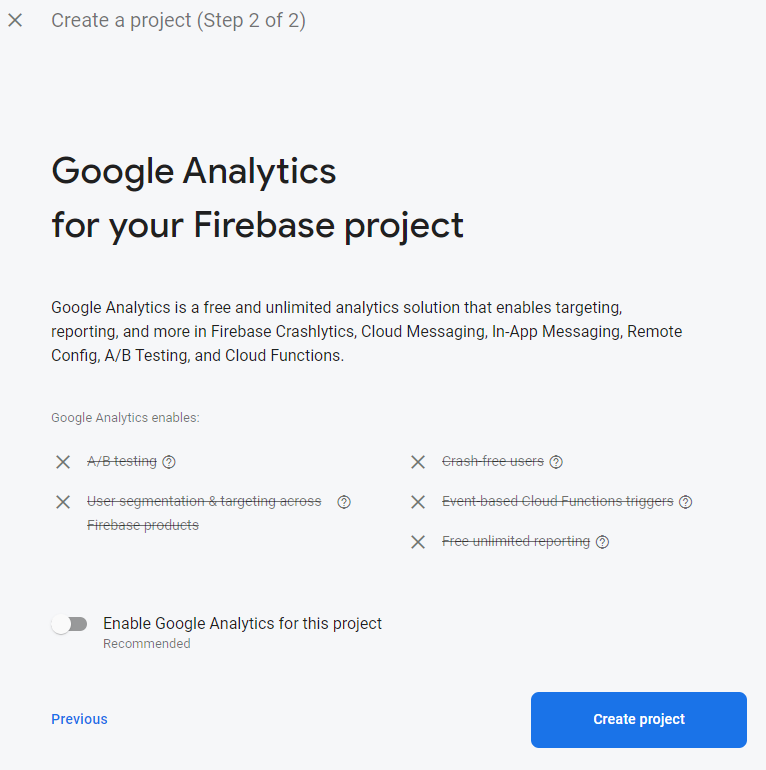 Create a project (Step 2 of 2)
Google Analytics
for your Firebase project
Google Analytics is a free and unlimited analytics solution that enables targeting,
reporting, and more in Firebase Crashlytics, Cloud Messaging, In-App Messaging, Remote
Config, A/B Testing, and Cloud Functions.
Google Analytics enables:
A/B testing
Crash-free users
User segmentation & targeting across
Firebase products
Event-based Cloud Functions triggers
Free unlimited reporting
Enable Google Analytics for this project
Recommended
Previous
Create project